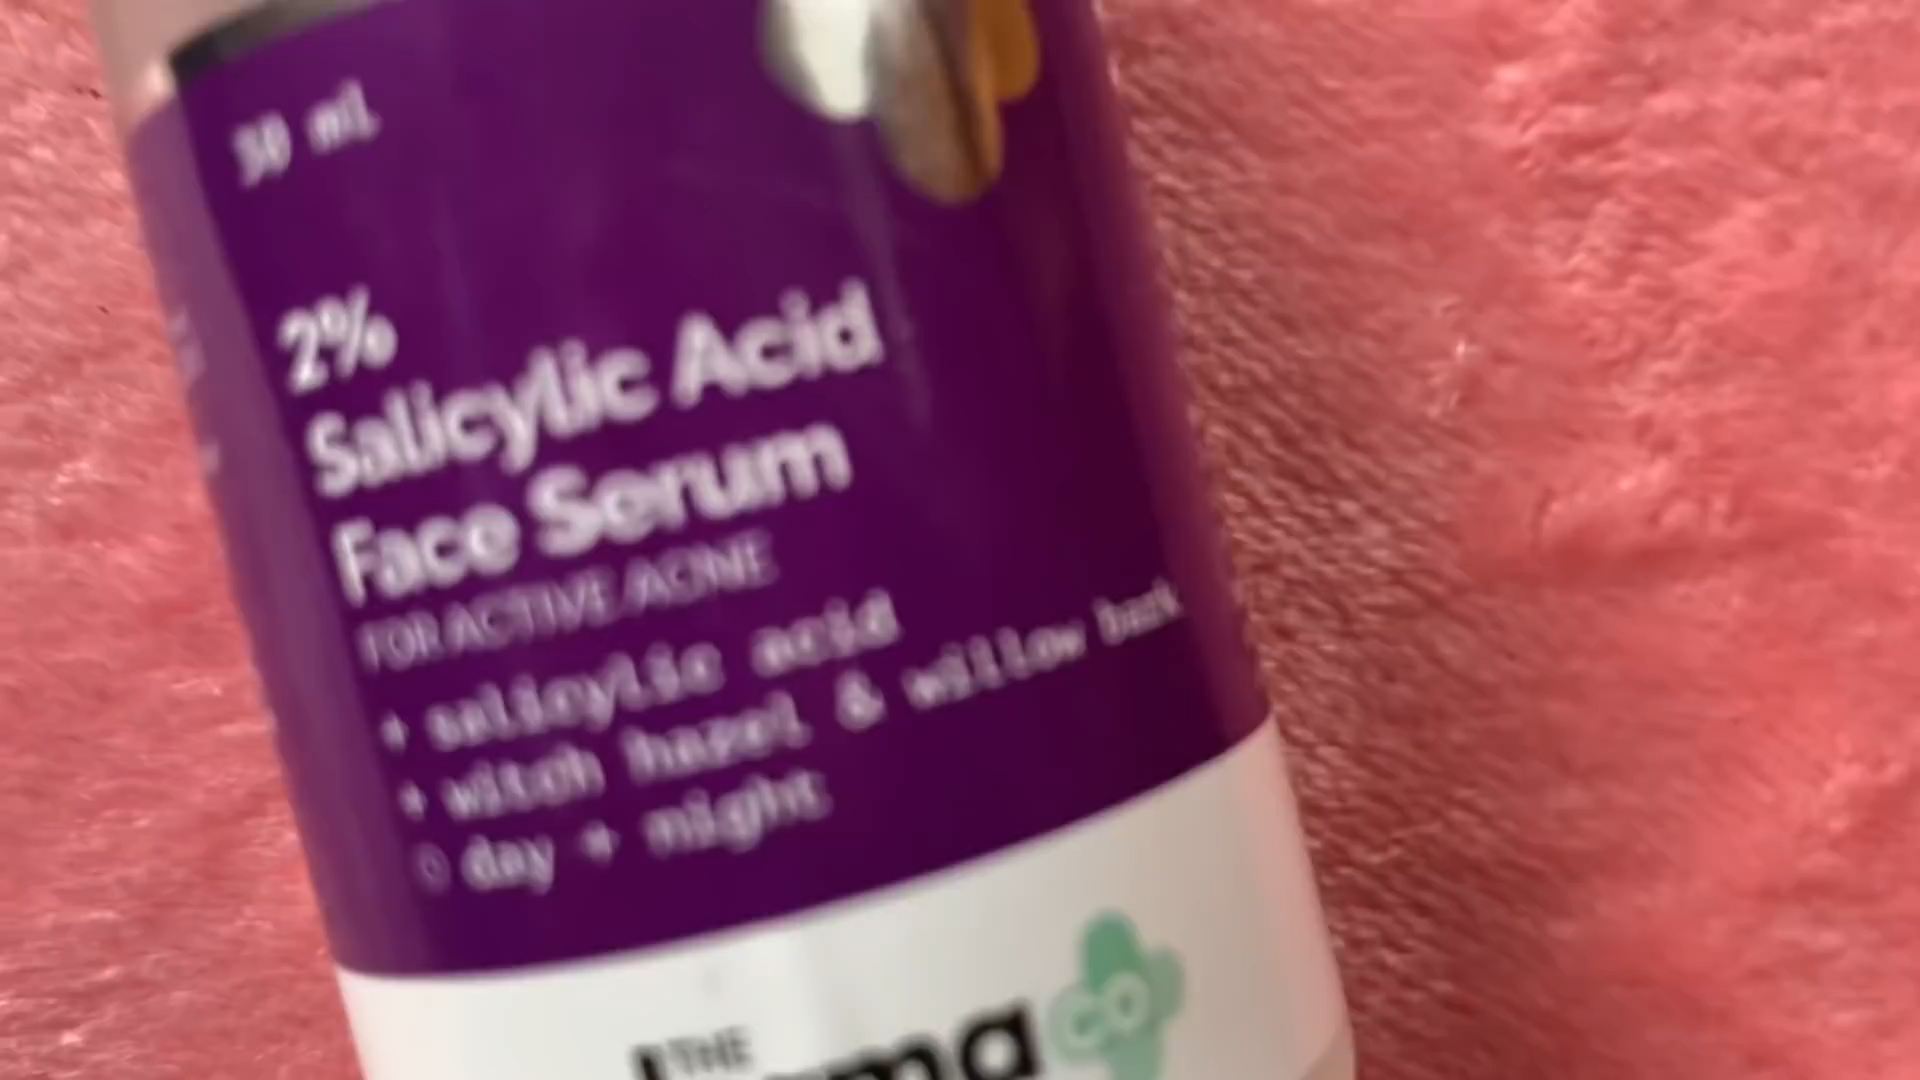 30 mL
2%
Salicylic Acid
Face Serum
FOR ACTIVE ACNE
• salicylic acid
• witch hazel & willow bark
○ day + night
THE
co